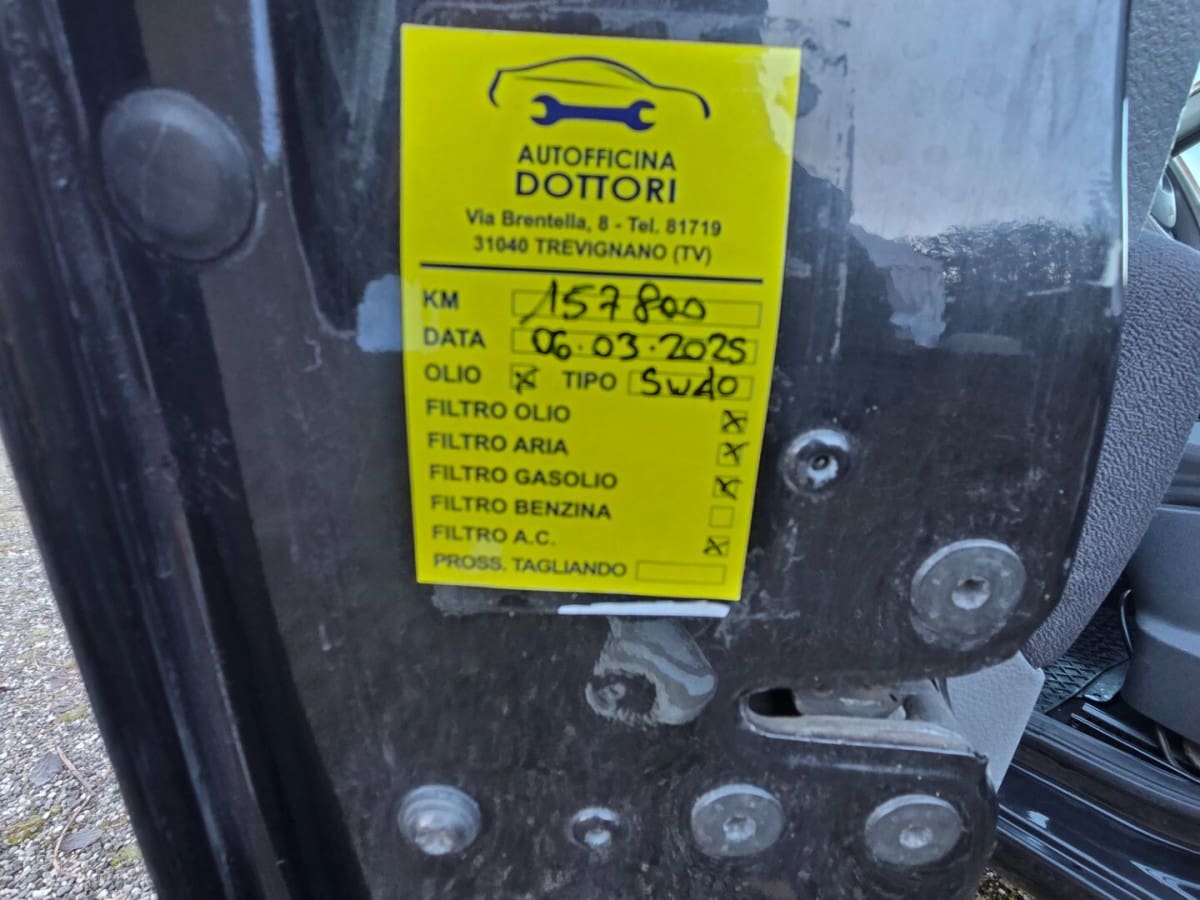 AUTOFFICINA
DOTTORI
Via Brentella, 8 - Tel. 81719
31040 TREVIGNANO (TV)
KM 157800
DATA 06.03.2025
OLIO X TIPO 5W40
FILTRO OLIO X
FILTRO ARIA X
FILTRO GASOLIO X
FILTRO BENZINA
FILTRO A.C. X
PROSS. TAGLIANDO